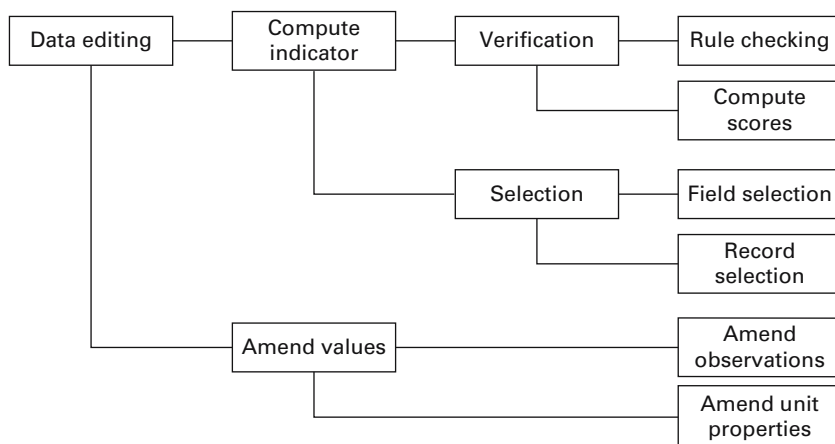 Data editing
Compute
indicator
Verification
Rule checking
Compute
scores
Selection
Field selection
Record
selection
Amend values
Amend
observations
Amend unit
properties